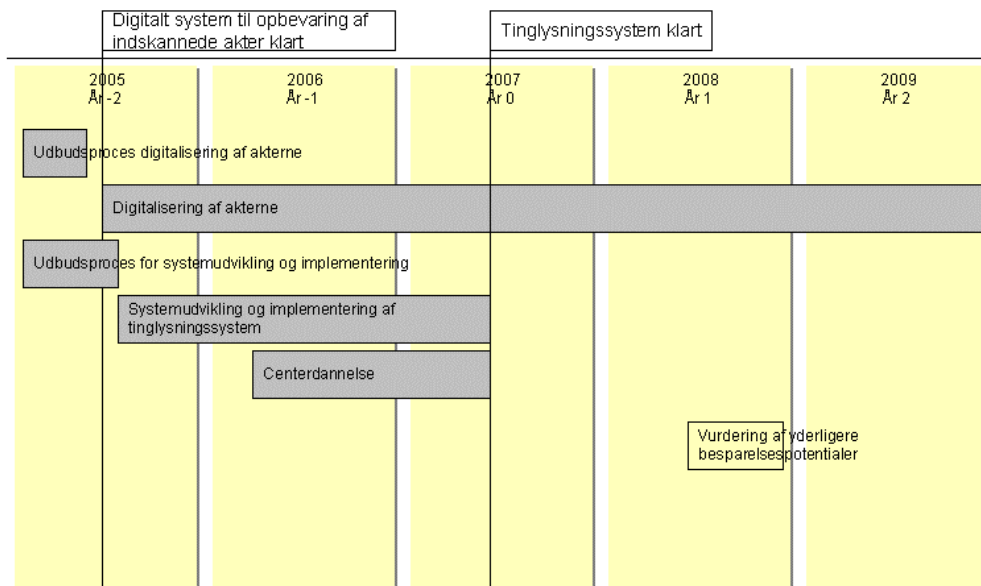 Digitalt system til opbevaring af
indskannede akter klart
Tinglysningssystem klart
2005
År -2
2006
År -1
2007
År 0
2008
År 1
2009
År 2
Udbudsproces digitalisering af akterne
Digitalisering af akterne
Udbudsproces for systemudvikling og implementering
Systemudvikling og implementering af
tinglysningssystem
Centerdannelse
Vurdering af yderligere
besparelsespotentialer